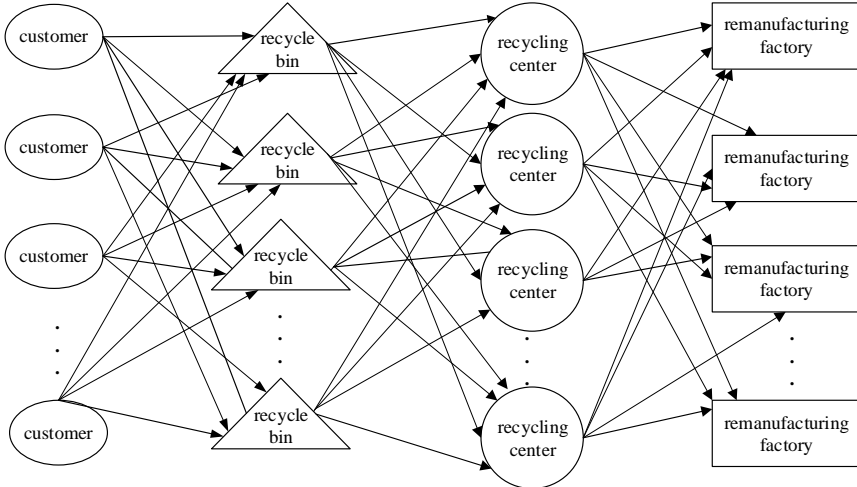 customer
recycle
bin
recycling
center
remanufacturing
factory
customer
recycle
bin
recycling
center
remanufacturing
factory
customer
recycle
bin
recycling
center
remanufacturing
factory
customer
recycle
bin
recycling
center
remanufacturing
factory